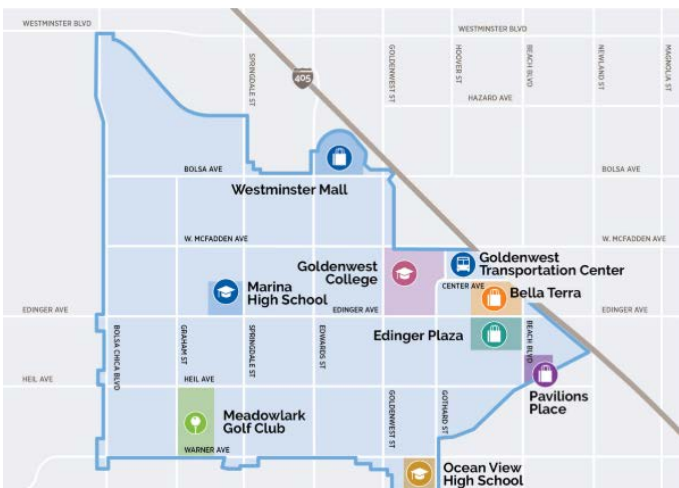 WESTMINSTER BLVD
WESTMINSTER BLVD
SPRINGDALE ST
GOLDENWEST ST
HOOVER ST
BEACH BLVD
NEWLAND ST
MAGNOLIA ST
405
HAZARD AVE
BOLSA AVE
BOLSA AVE
Westminster Mall
W. MCFADDEN AVE
W. MCFADDEN AVE
Goldenwest
College
Goldenwest
Transportation Center
CENTER AVE
Marina
High School
Bella Terra
EDINGER AVE
EDINGER AVE
EDINGER AVE
BOLSA CHICA BLVD
GRAHAM ST
SPRINGDALE ST
EDWARDS ST
Edinger Plaza
BEACH BLVD
HEIL AVE
HEIL AVE
GOLDENWEST ST
GOTHARD ST
Pavilions
Place
Meadowlark
Golf Club
WARNER AVE
Ocean View
High School